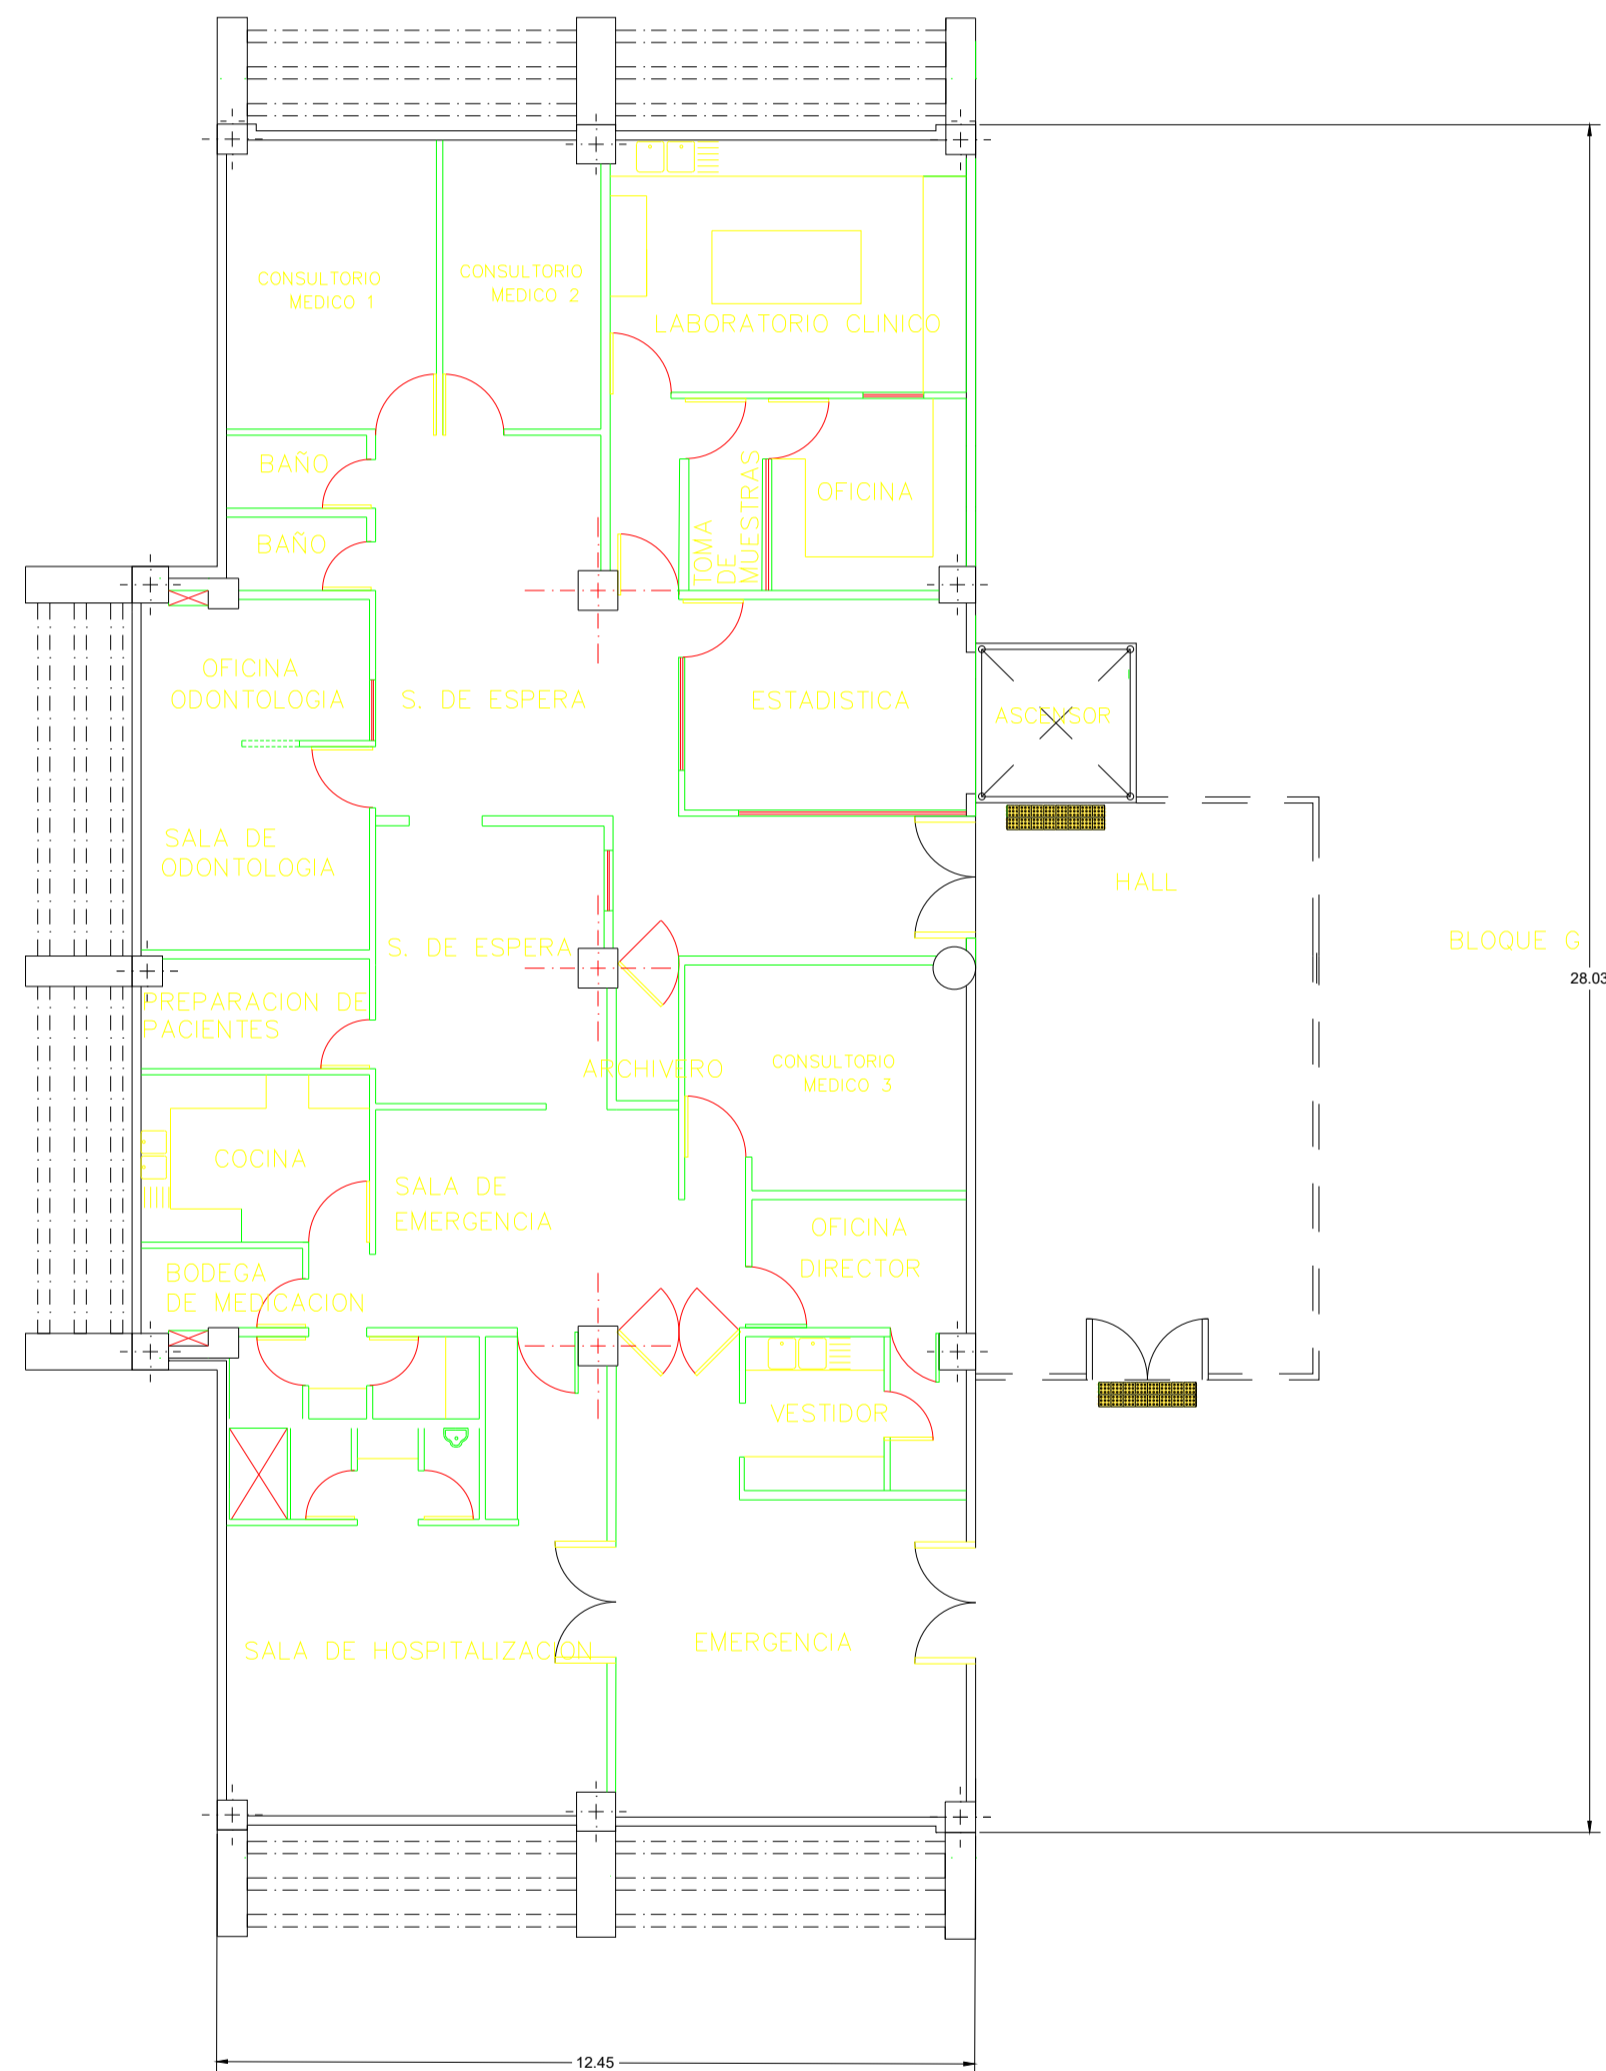 CONSULTORIO
MEDICO 1
CONSULTORIO
MEDICO 2
LABORATORIO CLINICO
BAÑO
BAÑO
TOMA
DE
MUESTRAS
OFICINA
OFICINA
ODONTOLOGIA
S. DE ESPERA
ESTADISTICA
ASCENSOR
SALA DE
ODONTOLOGIA
HALL
BLOQUE G
S. DE ESPERA
28.03
PREPARACION DE
PACIENTES
ARCHIVERO
CONSULTORIO
MEDICO 3
COCINA
SALA DE
EMERGENCIA
OFICINA
DIRECTOR
BODEGA
DE MEDICACION
VESTIDOR
SALA DE HOSPITALIZACION
EMERGENCIA
12.45